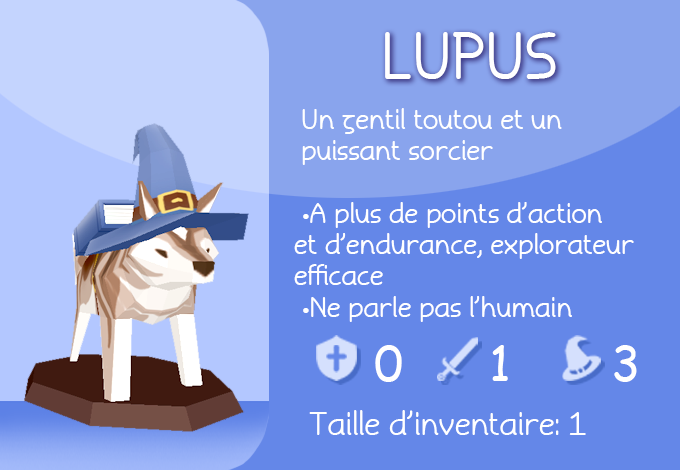 LUPUS
Un gentil toutou et un
puissant sorcier
•A plus de points d'action
et d'endurance, explorateur
efficace
•Ne parle pas l'humain
0 1 3
Taille d'inventaire: 1